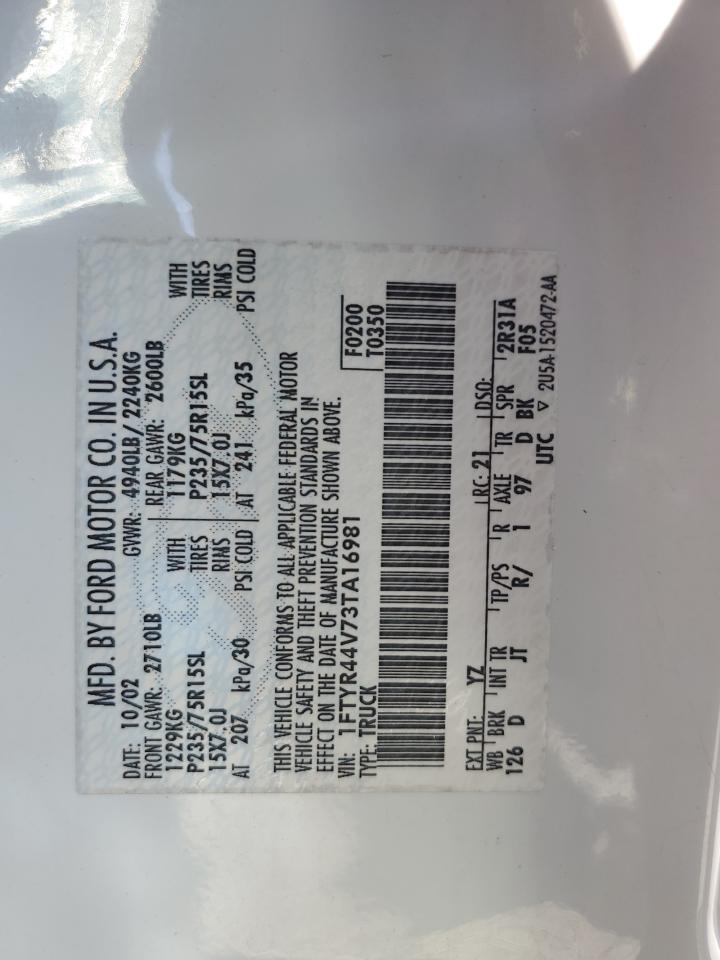 MFD. BY FORD MOTOR CO. IN U.S.A.
DATE: 10/02 GVWR: 4940LB/ 2240KG
FRONT GAWR: 2710LB REAR GAWR: 2600LB
1229KG WITH 1179KG WITH
P235/75R15SL TIRES P235/75R15SL TIRES
15X7.0J RIMS 15X7.0J RIMS
AT 207 kPa/30 PSI COLD AT 241 kPa/35 PSI COLD
THIS VEHICLE CONFORMS TO ALL APPLICABLE FEDERAL MOTOR
VEHICLE SAFETY AND THEFT PREVENTION STANDARDS IN
EFFECT ON THE DATE OF MANUFACTURE SHOWN ABOVE.
VIN: 1FTYR44V73TA16981 F0200
TYPE: TRUCK T0350
EXT PNT: YZ RC: 21 DSO:
WB BRK INT TR TP/PS R AXLE TR SPR 2R31A
126 D JT R/ 1 97 D BK F05
UTC ▽ 2U5A-1520472-AA